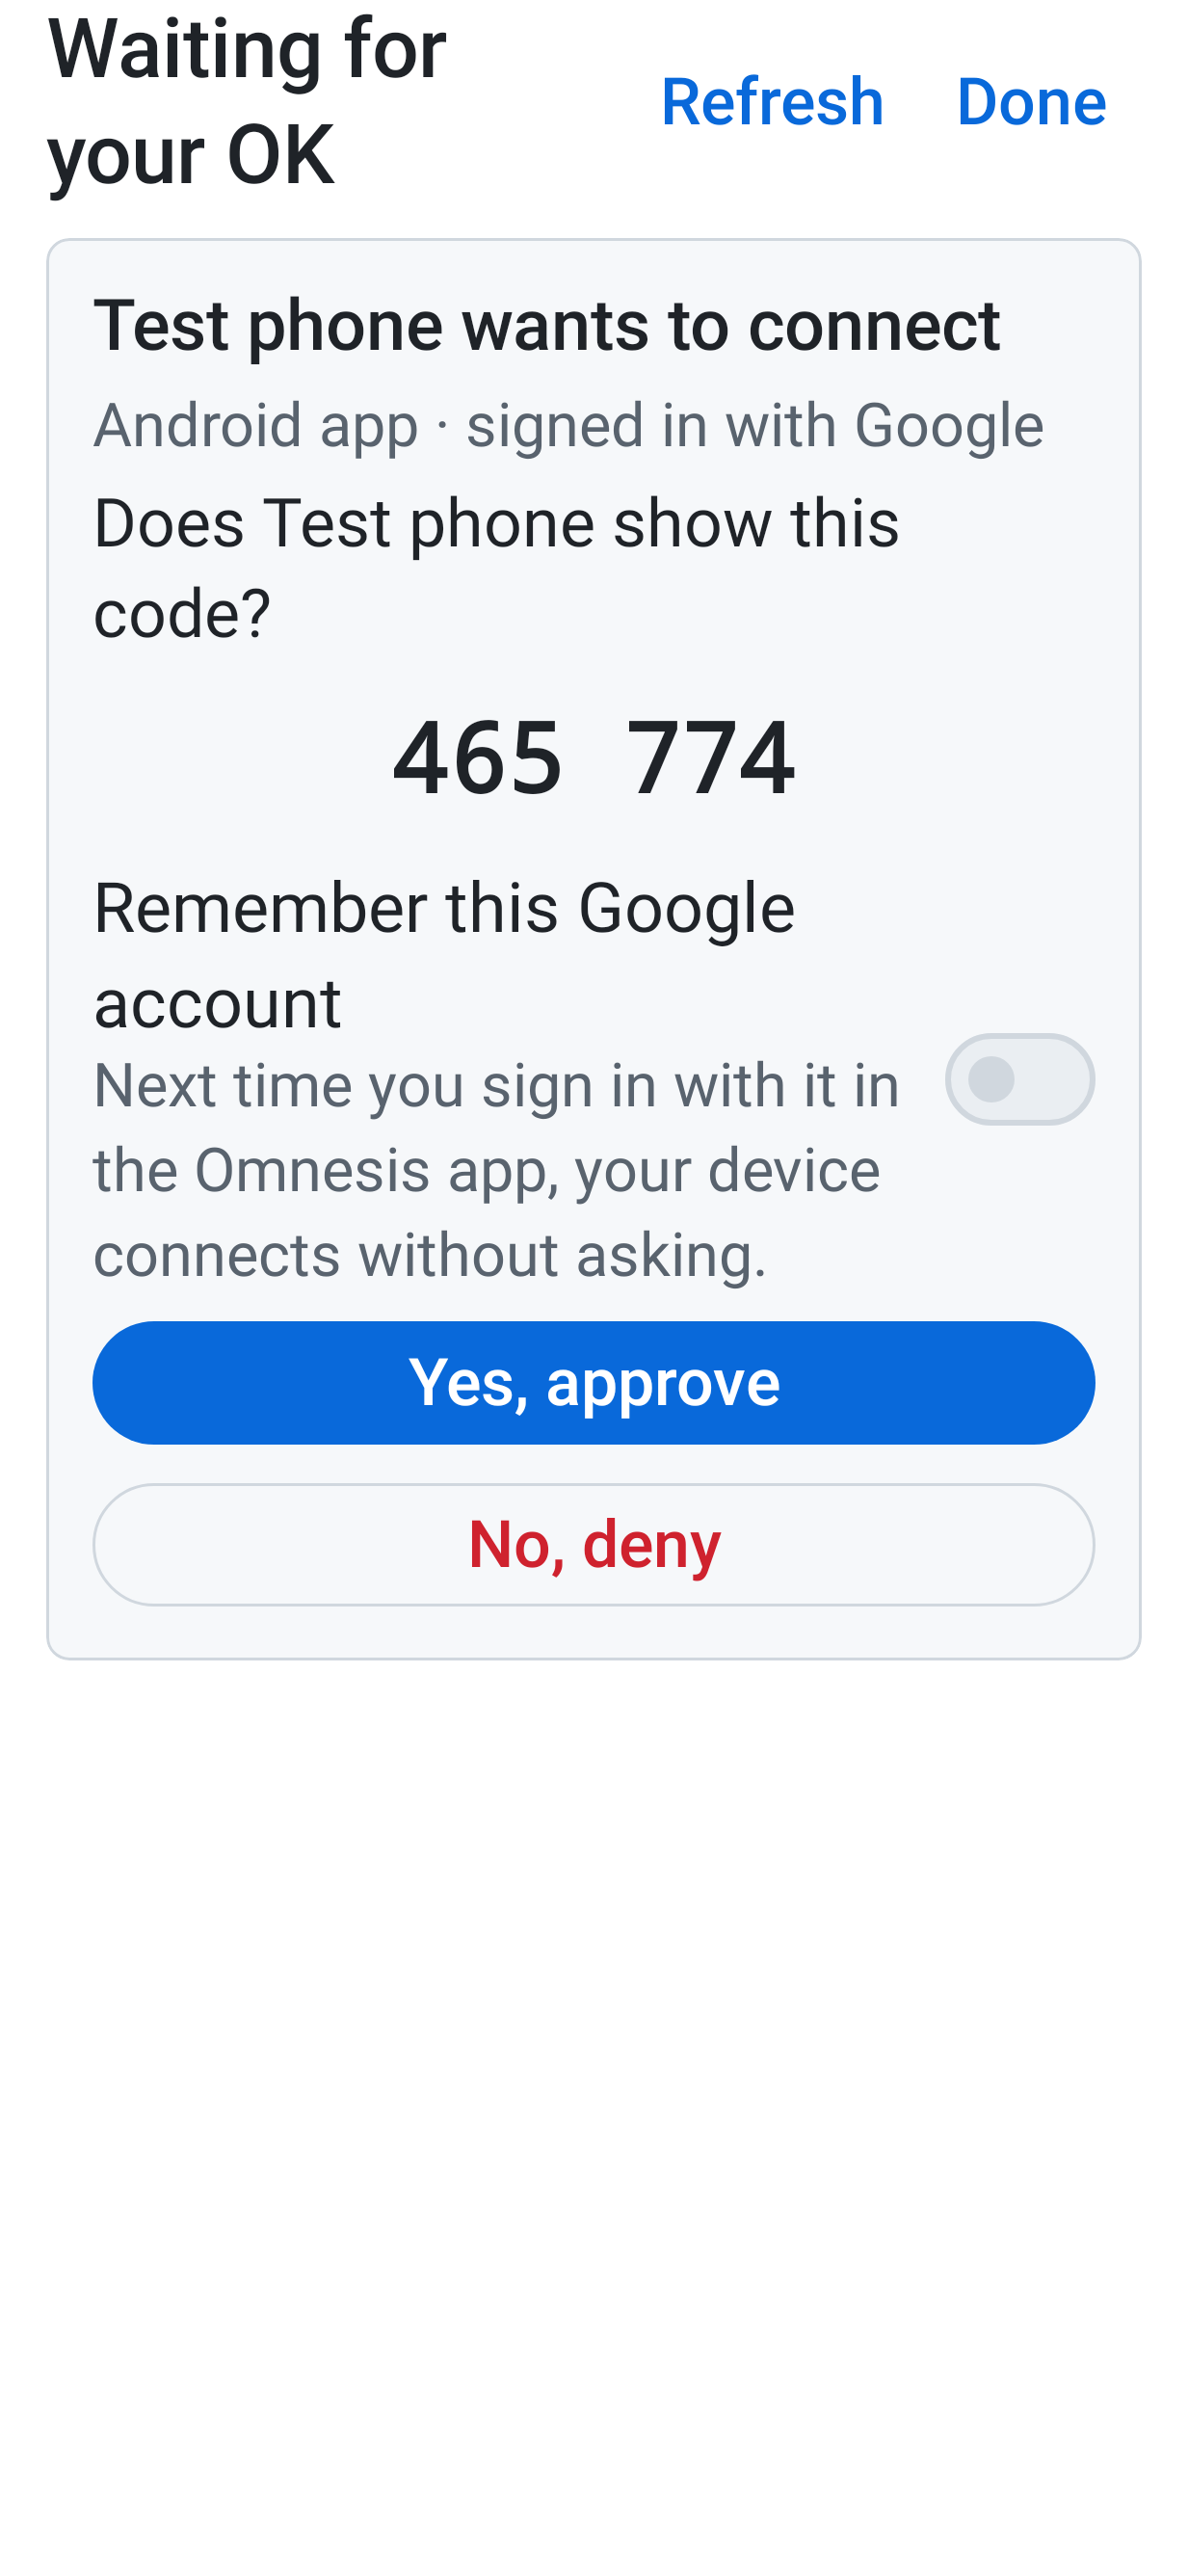 Waiting for
your OK
Refresh
Done
Test phone wants to connect
Android app · signed in with Google
Does Test phone show this
code?
465 774
Remember this Google
account
Next time you sign in with it in
the Omnesis app, your device
connects without asking.
Yes, approve
No, deny